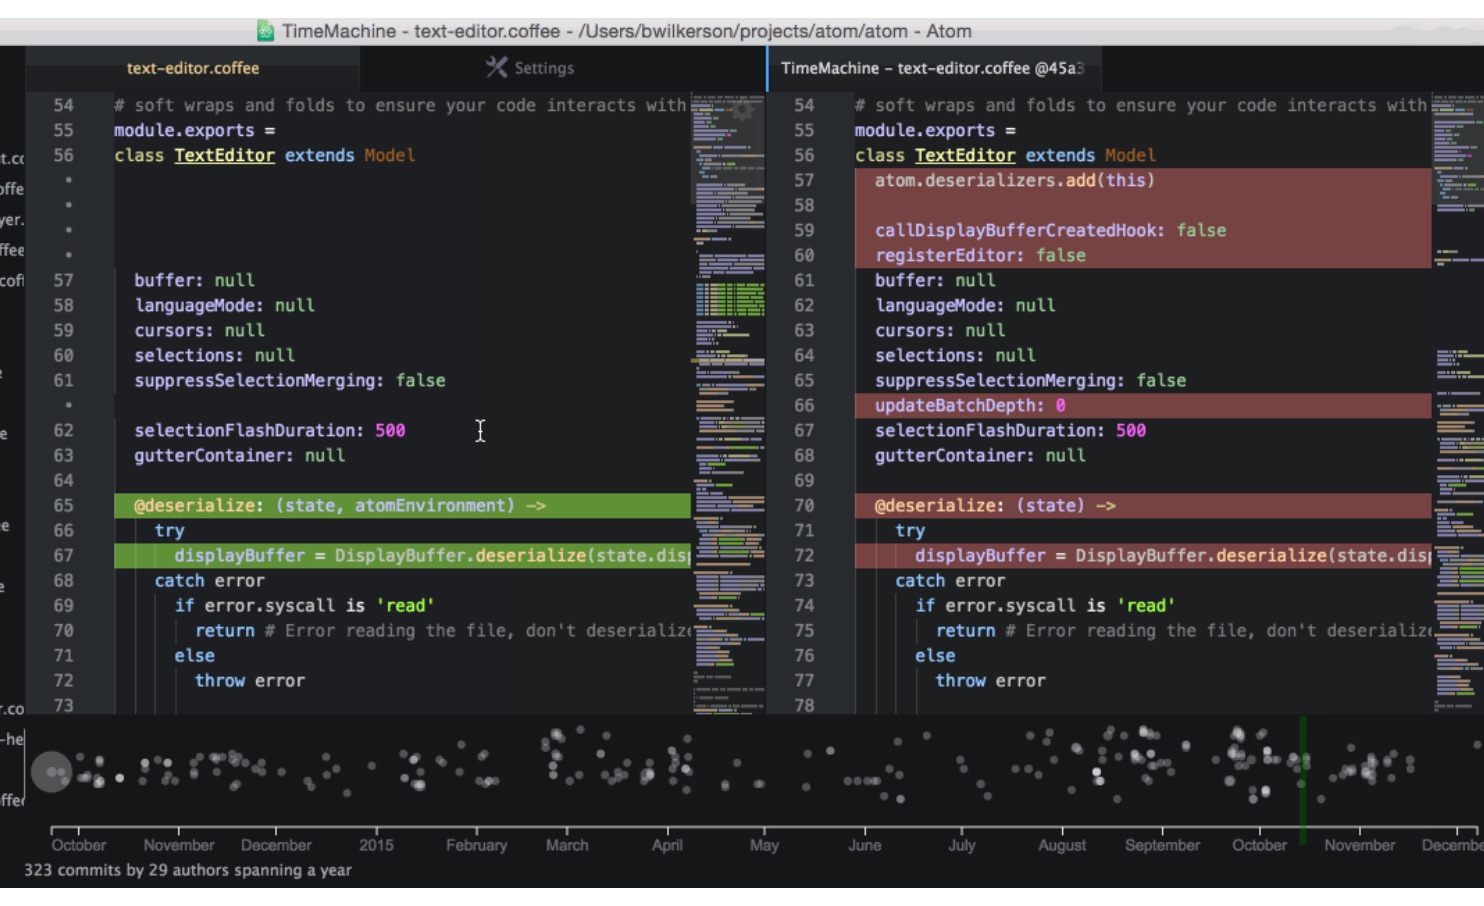 TimeMachine - text-editor.coffee - /Users/bwilkerson/projects/atom/atom - Atom
text-editor.coffee
Settings
TimeMachine – text-editor.coffee @45a3
54 # soft wraps and folds to ensure your code interacts with
55 module.exports =
56 class TextEditor extends Model
57 buffer: null
58 languageMode: null
59 cursors: null
60 selections: null
61 suppressSelectionMerging: false
62 selectionFlashDuration: 500
63 gutterContainer: null
64
65 @deserialize: (state, atomEnvironment) ->
66 try
67 displayBuffer = DisplayBuffer.deserialize(state.disp
68 catch error
69 if error.syscall is 'read'
70 return # Error reading the file, don't deserialize
71 else
72 throw error
73
54 # soft wraps and folds to ensure your code interacts with
55 module.exports =
56 class TextEditor extends Model
57 atom.deserializers.add(this)
58
59 callDisplayBufferCreatedHook: false
60 registerEditor: false
61 buffer: null
62 languageMode: null
63 cursors: null
64 selections: null
65 suppressSelectionMerging: false
66 updateBatchDepth: 0
67 selectionFlashDuration: 500
68 gutterContainer: null
69
70 @deserialize: (state) ->
71 try
72 displayBuffer = DisplayBuffer.deserialize(state.disp
73 catch error
74 if error.syscall is 'read'
75 return # Error reading the file, don't deserialize
76 else
77 throw error
78
October November December 2015 February March April May June July August September October November Decembe
323 commits by 29 authors spanning a year